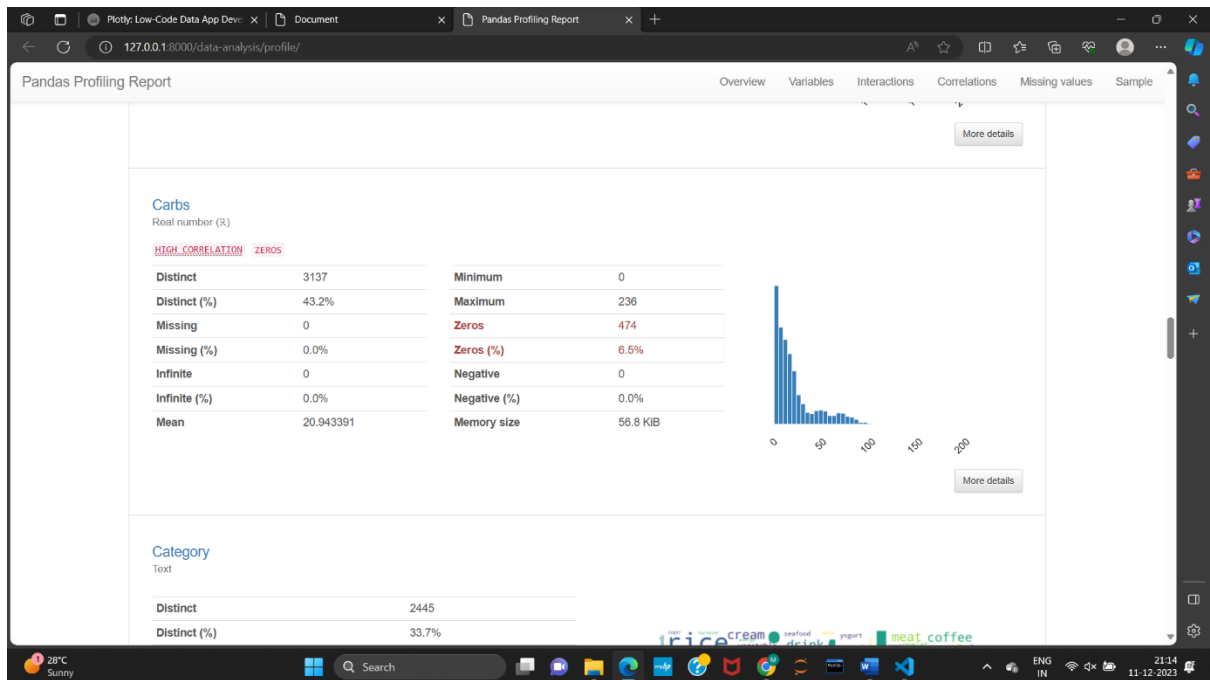 Plotly: Low-Code Data App Deve
Document
Pandas Profiling Report
127.0.0.1:8000/data-analysis/profile/
Pandas Profiling Report
Overview Variables Interactions Correlations Missing values Sample
More details
Carbs
Real number (ℝ)
HIGH CORRELATION ZEROS
Distinct 3137 Minimum 0
Distinct (%) 43.2% Maximum 236
Missing 0 Zeros 474
Missing (%) 0.0% Zeros (%) 6.5%
Infinite 0 Negative 0
Infinite (%) 0.0% Negative (%) 0.0%
Mean 20.943391 Memory size 56.8 KiB
0 50 100 150 200
More details
Category
Text
Distinct 2445
Distinct (%) 33.7%
rice cream seafood drink yogurt meat coffee
1 28°C
Sunny
Search
ENG
IN
21:14
11-12-2023